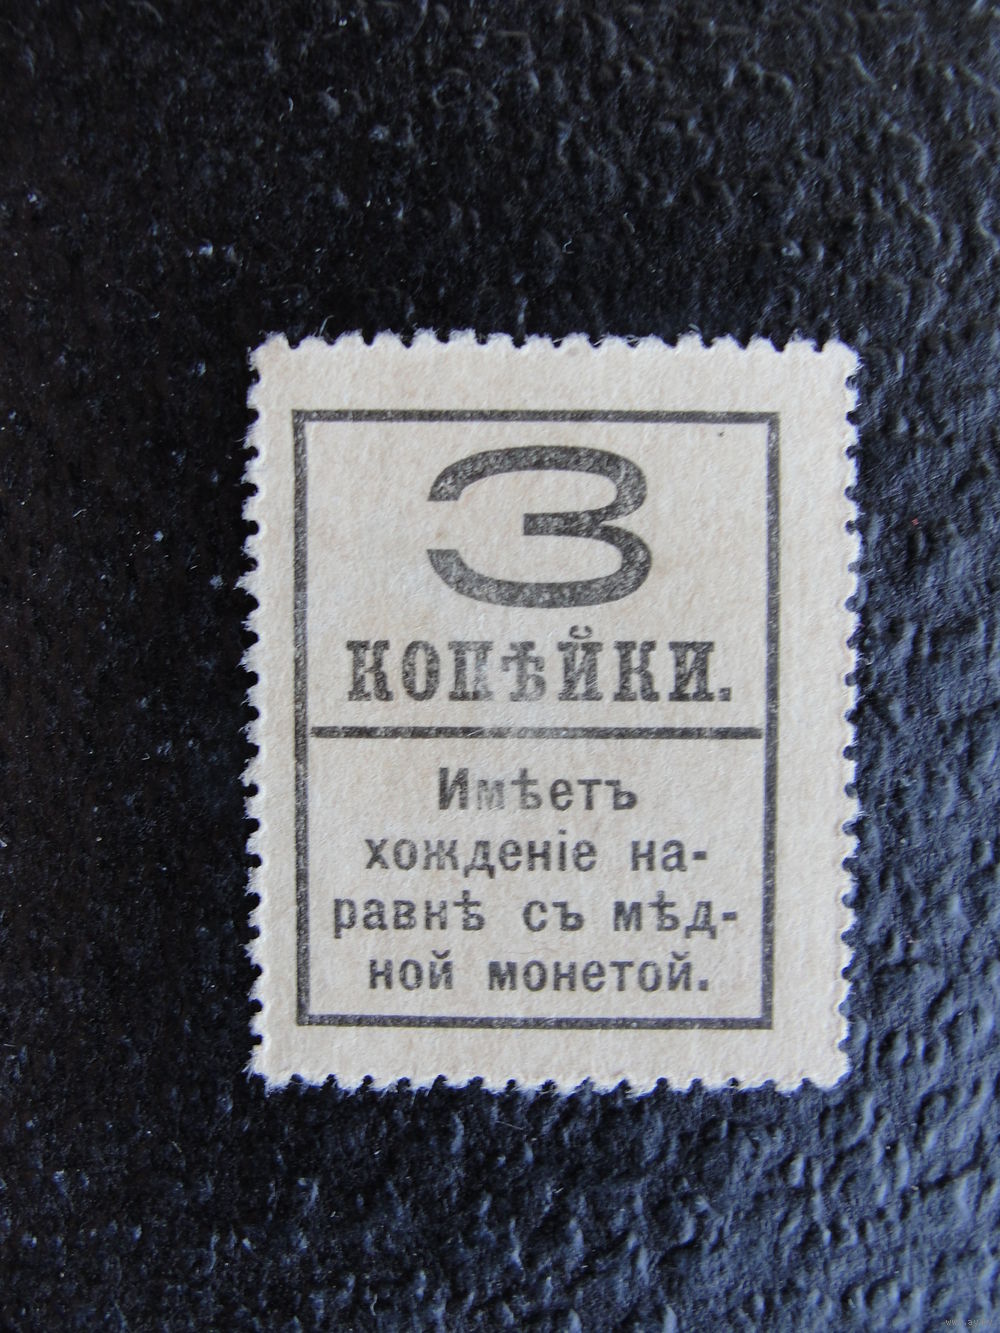 3
КОПѢЙКИ.
Имѣетъ
хожденіе на-
равнѣ съ мѣд-
ной монетой.